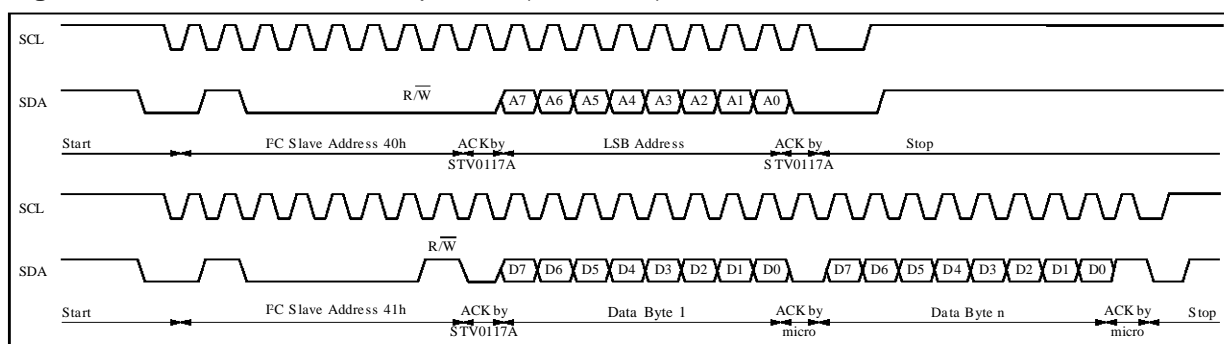 SCL
SDA
R/W
A7 A6 A5 A4 A3 A2 A1 A0
Start I²C Slave Address 40h ACK by STV0117A LSB Address ACK by STV0117A Stop
SCL
R/W
SDA
D7 D6 D5 D4 D3 D2 D1 D0 D7 D6 D5 D4 D3 D2 D1 D0
Start I²C Slave Address 41h ACK by STV0117A Data Byte 1 ACK by micro Data Byte n ACK by micro Stop